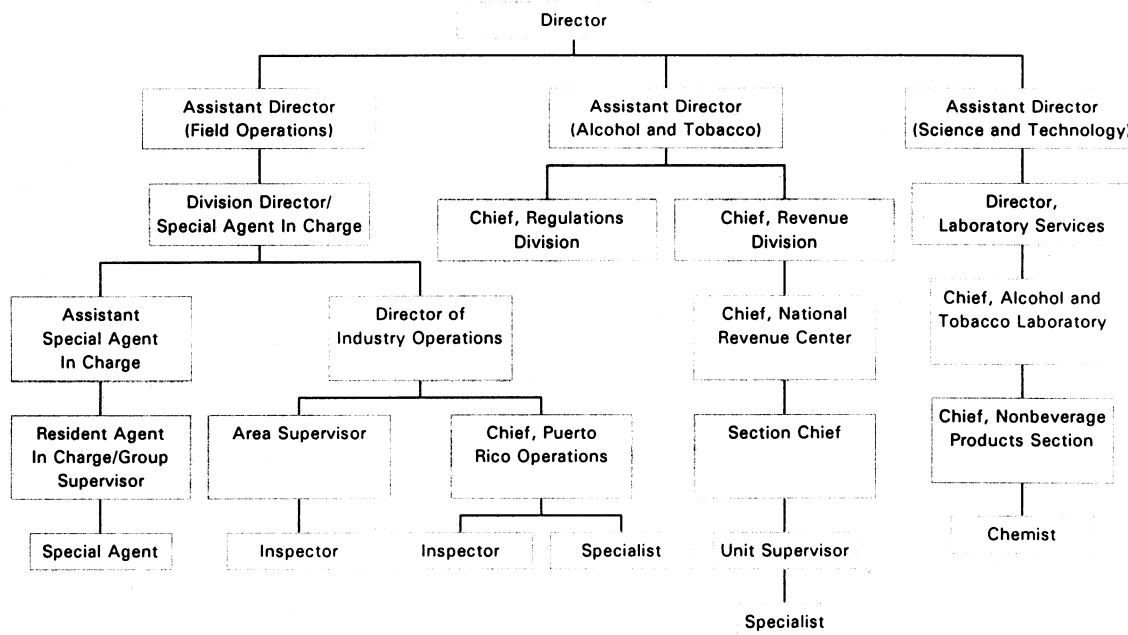 Director
Assistant Director
(Field Operations)
Assistant Director
(Alcohol and Tobacco)
Assistant Director
(Science and Technology)
Division Director/
Special Agent In Charge
Chief, Regulations
Division
Chief, Revenue
Division
Director,
Laboratory Services
Assistant
Special Agent
In Charge
Director of
Industry Operations
Chief, National
Revenue Center
Chief, Alcohol and
Tobacco Laboratory
Resident Agent
In Charge/Group
Supervisor
Area Supervisor
Chief, Puerto
Rico Operations
Section Chief
Chief, Nonbeverage
Products Section
Special Agent
Inspector
Inspector
Specialist
Unit Supervisor
Chemist
Specialist